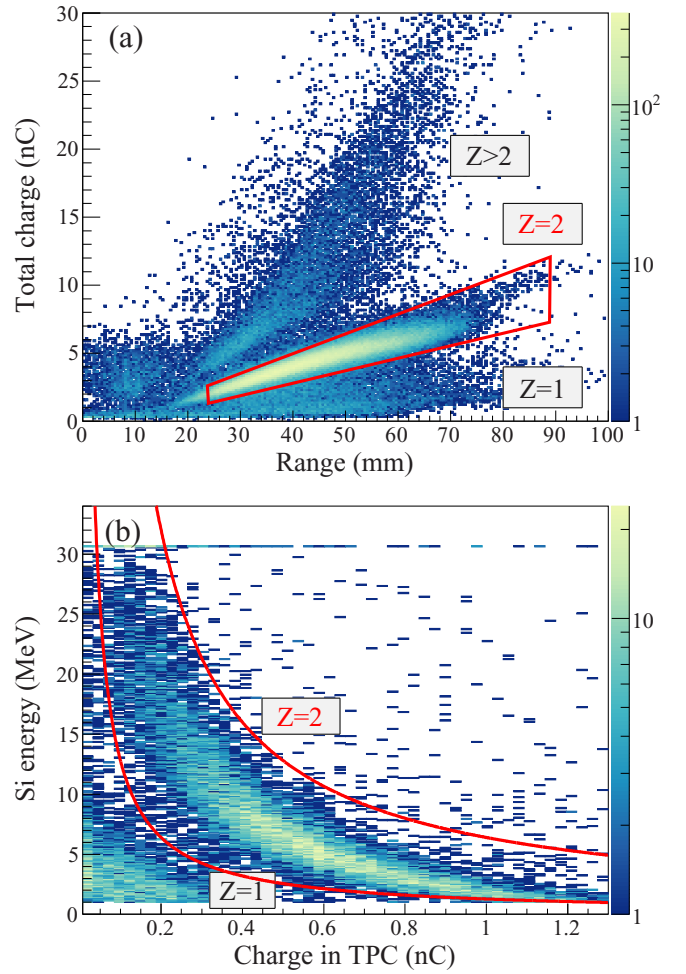 (a)
Total charge (nC)
30
25
20
15
10
5
0
Z>2
Z=2
Z=1
0 10 20 30 40 50 60 70 80 90 100
Range (mm)
10²
10
1
(b)
Si energy (MeV)
30
25
20
15
10
5
0
Z=2
Z=1
0.2 0.4 0.6 0.8 1 1.2
Charge in TPC (nC)
10
1